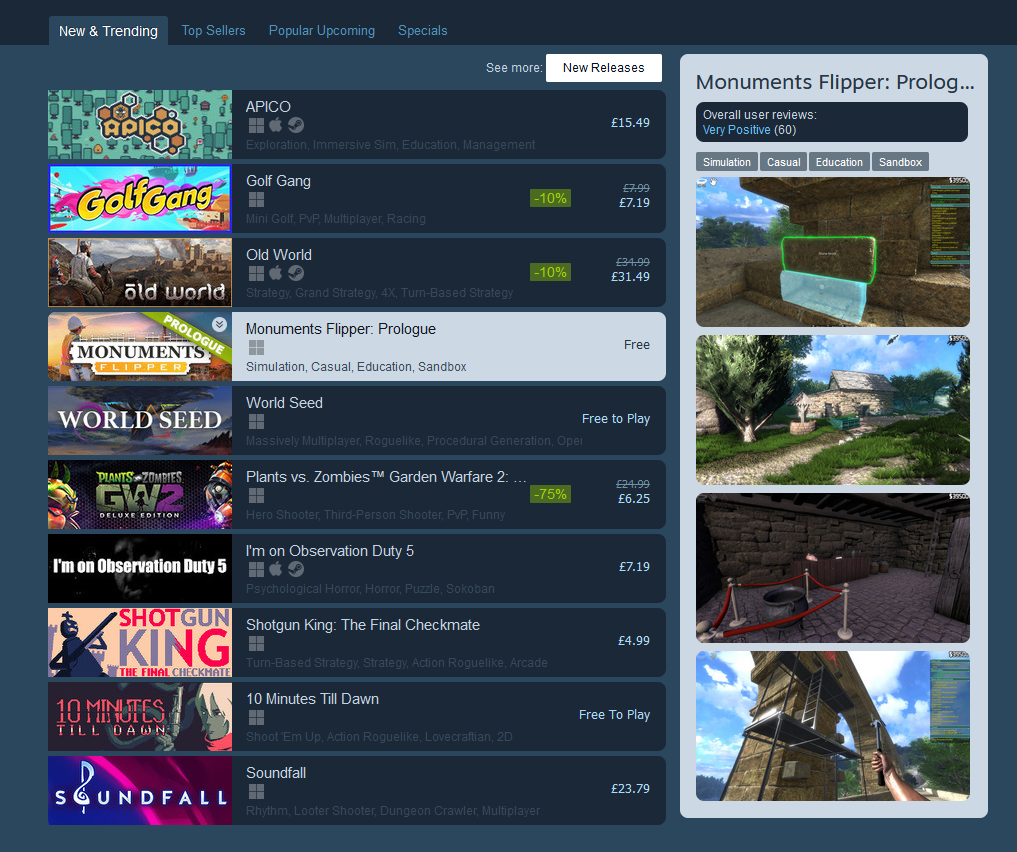 New & Trending
Top Sellers
Popular Upcoming
Specials
See more:
New Releases
APICO
APICO
£15.49
Exploration, Immersive Sim, Education, Management
GolfGang
Golf Gang
-10%
£7.99
£7.19
Mini Golf, PvP, Multiplayer, Racing
old world
Old World
-10%
£34.99
£31.49
Strategy, Grand Strategy, 4X, Turn-Based Strategy
PROLOGUE
MONUMENTS
FLIPPER
Monuments Flipper: Prologue
Free
Simulation, Casual, Education, Sandbox
WORLD SEED
World Seed
Free to Play
Massively Multiplayer, Roguelike, Procedural Generation, Oper
PLANTS VS. ZOMBIES
GW2
DELUXE EDITION
Plants vs. Zombies™ Garden Warfare 2: …
-75%
£24.99
£6.25
Hero Shooter, Third-Person Shooter, PvP, Funny
I'm on Observation Duty 5
I'm on Observation Duty 5
£7.19
Psychological Horror, Horror, Puzzle, Sokoban
SHOTGUN
KING
THE FINAL CHECKMATE
Shotgun King: The Final Checkmate
£4.99
Turn-Based Strategy, Strategy, Action Roguelike, Arcade
10 MINUTES
TILL DAWN
10 Minutes Till Dawn
Free To Play
Shoot 'Em Up, Action Roguelike, Lovecraftian, 2D
SOUNDFALL
Soundfall
£23.79
Rhythm, Looter Shooter, Dungeon Crawler, Multiplayer
Monuments Flipper: Prolog...
Overall user reviews:
Very Positive (60)
Simulation
Casual
Education
Sandbox
$39500